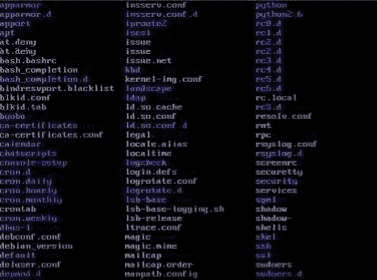 apparmor insserv.conf python
apparmor.d insserv.conf.d python2.6
apport iproute2 rc0.d
apt iscsi rc1.d
at.deny issue rc2.d
issue rc3.d
bash.bashrc issue.net rc3.d
bash_completion kbd rc4.d
bash_completion.d kernel-img.conf rc5.d
bindresvport.blacklist landscape rc6.d
blkid.conf ldap rc.local
blkid.tab ld.so.cache rcS.d
byobu ld.so.conf resolv.conf
ca-certificates ld.so.conf.d rmt
ca-certificates.conf legal rpc
calendar locale.alias rsyslog.conf
chatscripts localtime rsyslog.d
console-setup logcheck screenrc
cron.d login.defs securetty
cron.daily logrotate.conf security
cron.hourly logrotate.d services
cron.monthly lsb-base sgml
crontab lsb-base-logging.sh shadow
cron.weekly lsb-release shadow-
dbus-1 ltrace.conf shells
debconf.conf magic skel
debian_version magic.mime ssh
default mailcap ssl
deluser.conf mailcap.order sudoers
depmod.d manpath.config sudoers.d